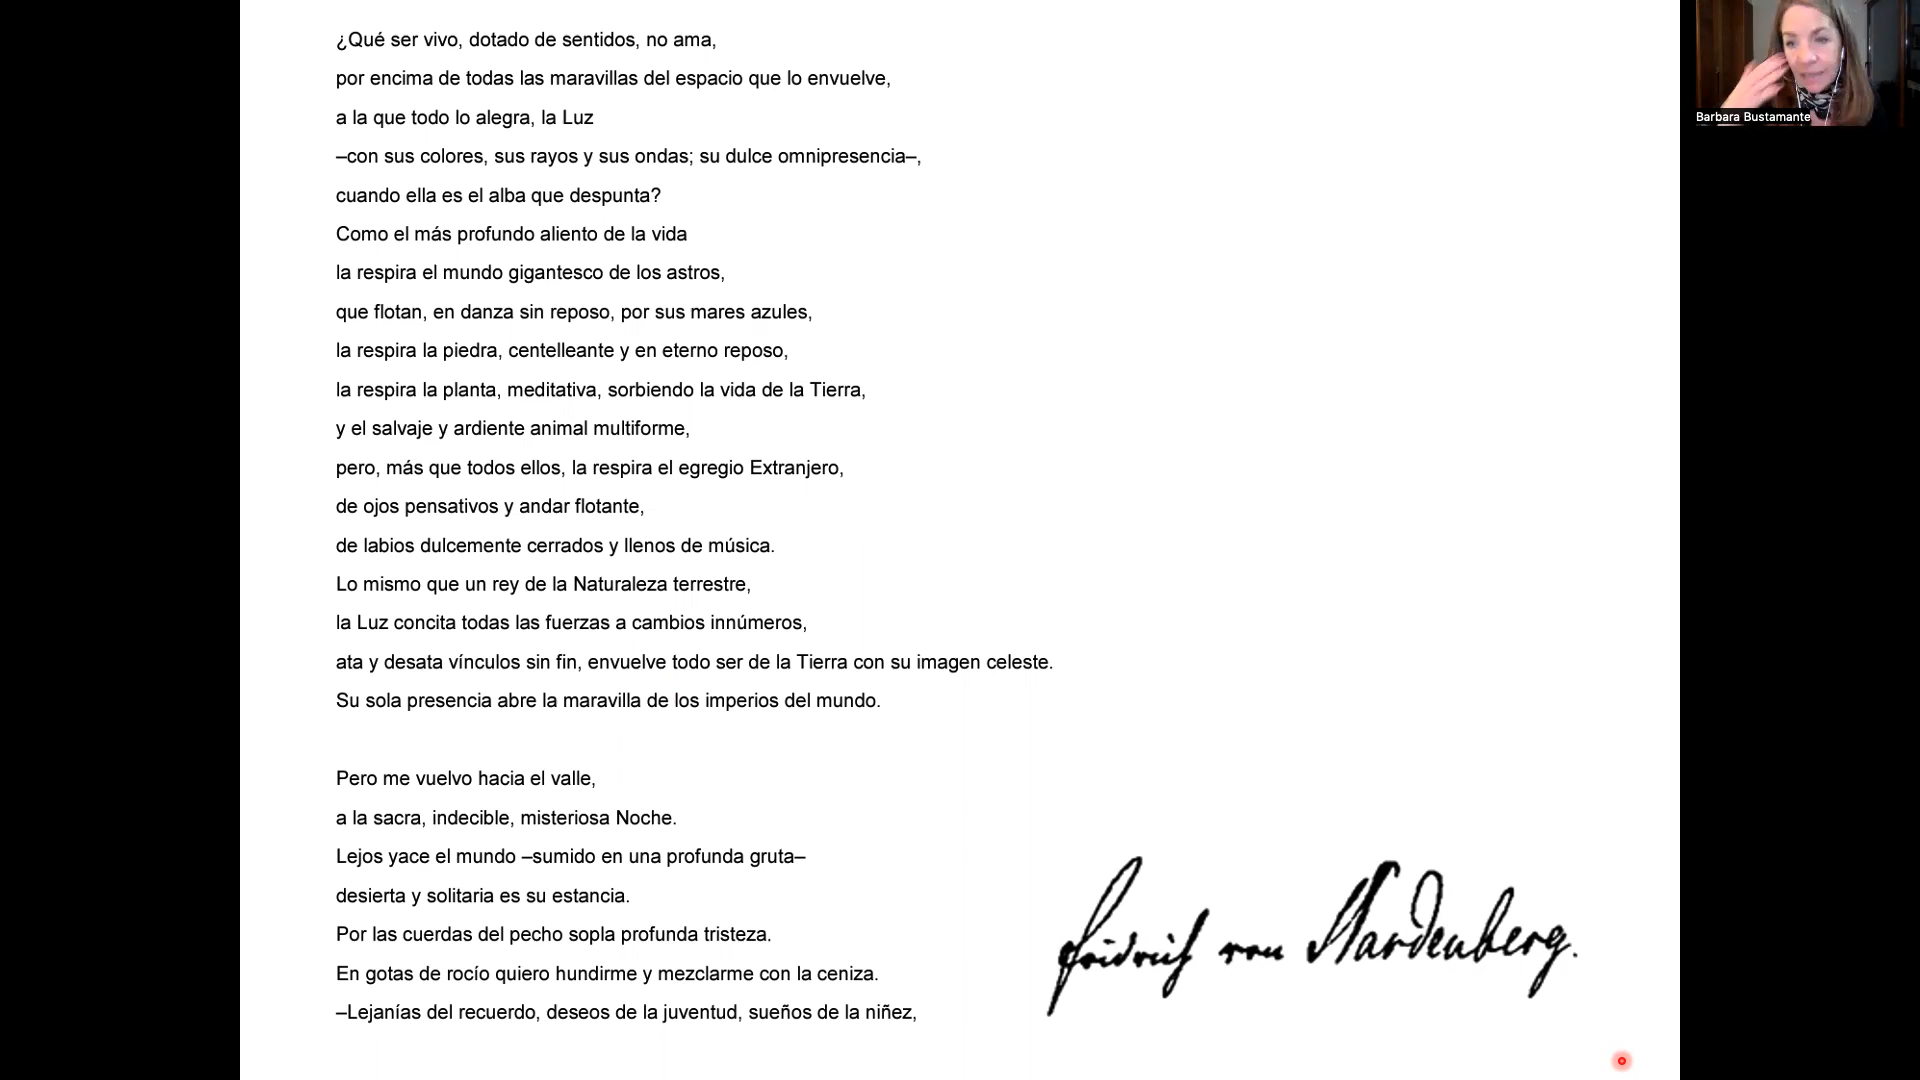 ¿Qué ser vivo, dotado de sentidos, no ama,
por encima de todas las maravillas del espacio que lo envuelve,
a la que todo lo alegra, la Luz
–con sus colores, sus rayos y sus ondas; su dulce omnipresencia–,
cuando ella es el alba que despunta?
Como el más profundo aliento de la vida
la respira el mundo gigantesco de los astros,
que flotan, en danza sin reposo, por sus mares azules,
la respira la piedra, centelleante y en eterno reposo,
la respira la planta, meditativa, sorbiendo la vida de la Tierra,
y el salvaje y ardiente animal multiforme,
pero, más que todos ellos, la respira el egregio Extranjero,
de ojos pensativos y andar flotante,
de labios dulcemente cerrados y llenos de música.
Lo mismo que un rey de la Naturaleza terrestre,
la Luz concita todas las fuerzas a cambios innúmeros,
ata y desata vínculos sin fin, envuelve todo ser de la Tierra con su imagen celeste.
Su sola presencia abre la maravilla de los imperios del mundo.
Pero me vuelvo hacia el valle,
a la sacra, indecible, misteriosa Noche.
Lejos yace el mundo –sumido en una profunda gruta–
desierta y solitaria es su estancia.
Por las cuerdas del pecho sopla profunda tristeza.
En gotas de rocío quiero hundirme y mezclarme con la ceniza.
–Lejanías del recuerdo, deseos de la juventud, sueños de la niñez,
Fridrich von Hardenberg.
Barbara Bustamante